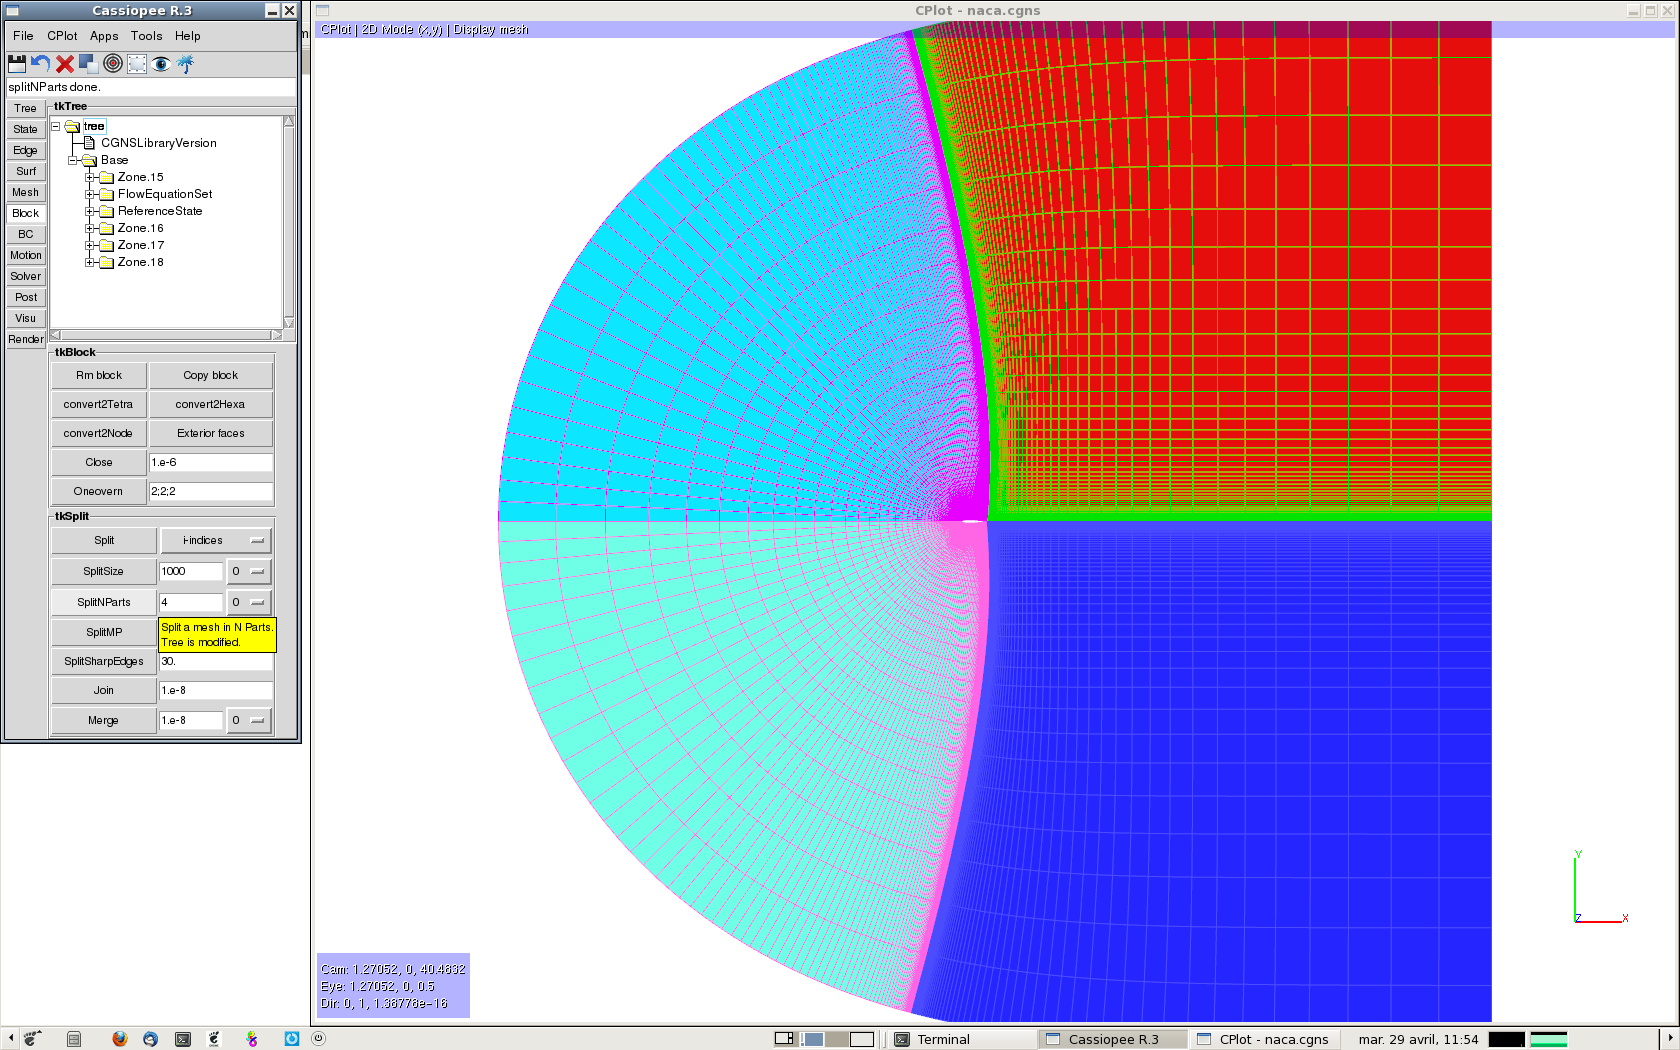 Cassiopee R.3
File CPlot Apps Tools Help
splitNParts done.
Tree
State
Edge
Surf
Mesh
Block
BC
Motion
Solver
Post
Visu
Render
tkTree
tree
CGNSLibraryVersion
Base
Zone.15
FlowEquationSet
ReferenceState
Zone.16
Zone.17
Zone.18
tkBlock
Rm block Copy block
convert2Tetra convert2Hexa
convert2Node Exterior faces
Close 1.e-6
Oneovern 2;2;2
tkSplit
Split i-indices
SplitSize 1000 0
SplitNParts 4 0
SplitMP
Split a mesh in N Parts.
Tree is modified.
SplitSharpEdges 30.
Join 1.e-8
Merge 1.e-8 0
CPlot - naca.cgns
CPlot | 2D Mode (x,y) | Display mesh
Y
Z X
Cam: 1.27052, 0, 40.4832
Eye: 1.27052, 0, 0.5
Dir: 0, 1, 1.38778e-16
Terminal
Cassiopee R.3
CPlot - naca.cgns
mar. 29 avril, 11:54